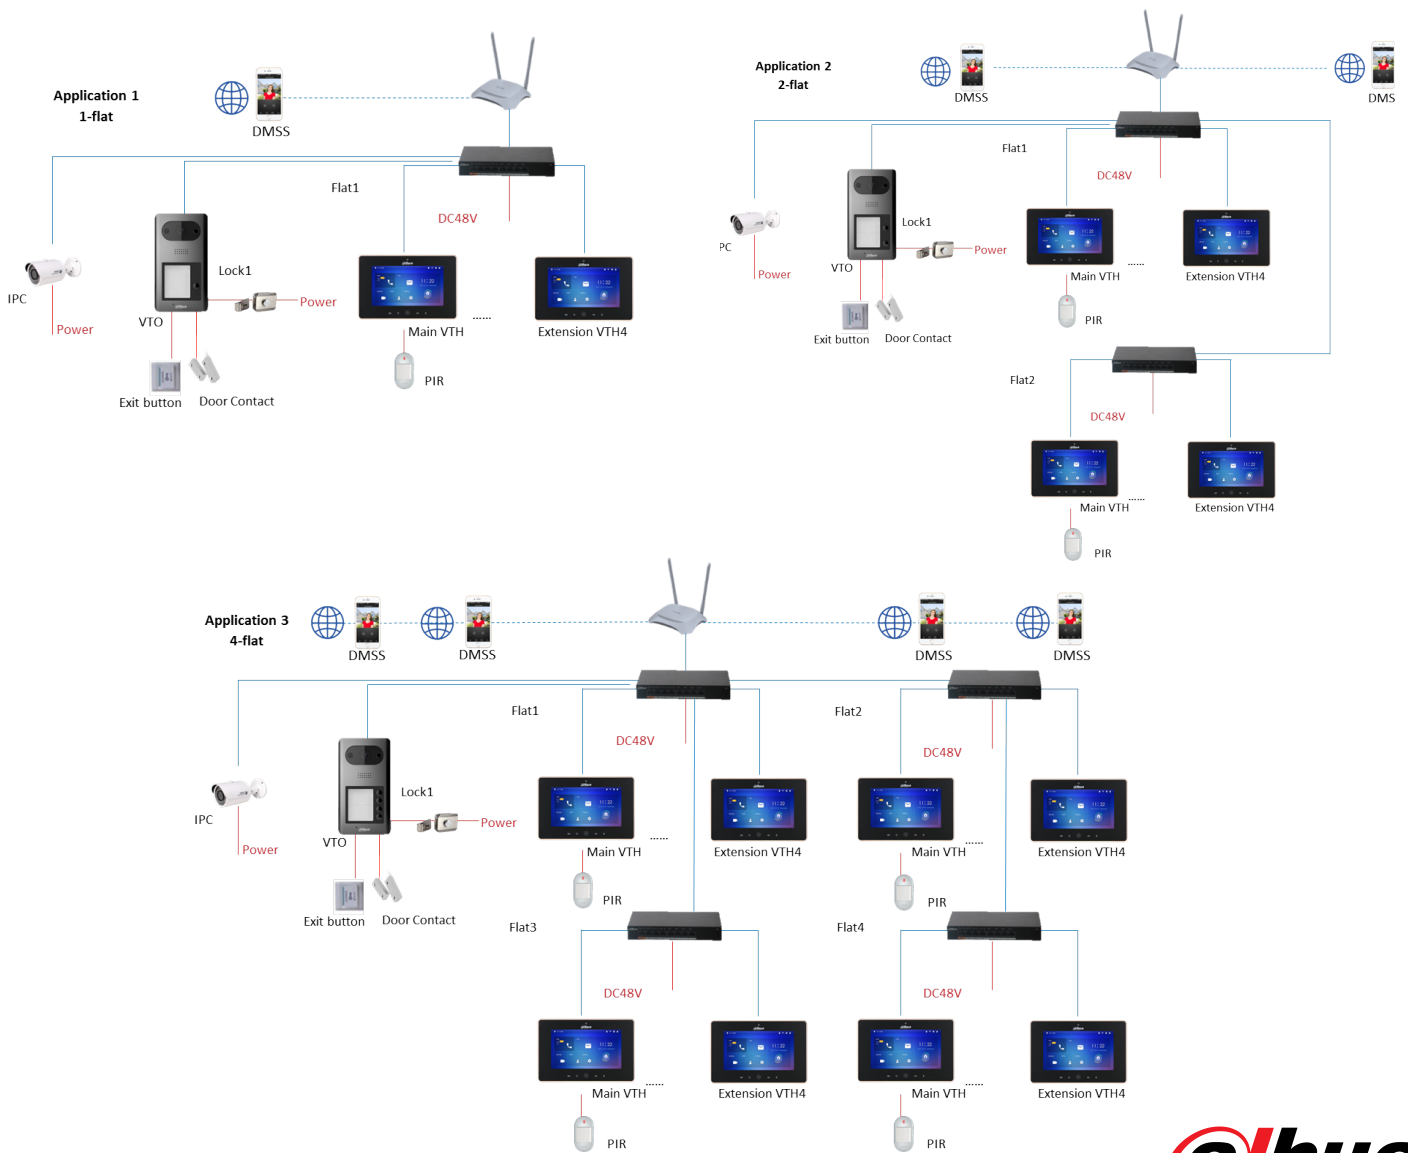 Application 1
1-flat
DMSS
Flat1
DC48V
Lock1
IPC
Power
VTO
Power
Main VTH
......
Extension VTH4
PIR
Exit button
Door Contact
Application 2
2-flat
DMSS
DMS
Flat1
DC48V
PC
Lock1
Power
VTO
Power
Main VTH
......
Extension VTH4
PIR
Exit button
Door Contact
Flat2
DC48V
Main VTH
......
Extension VTH4
PIR
Application 3
4-flat
DMSS
DMSS
DMSS
DMSS
Flat1
DC48V
Flat2
DC48V
Lock1
IPC
Power
VTO
Power
Main VTH
......
Extension VTH4
Main VTH
......
Extension VTH4
PIR
PIR
Exit button
Door Contact
Flat3
DC48V
Flat4
DC48V
Main VTH
......
Extension VTH4
Main VTH
......
Extension VTH4
PIR
PIR